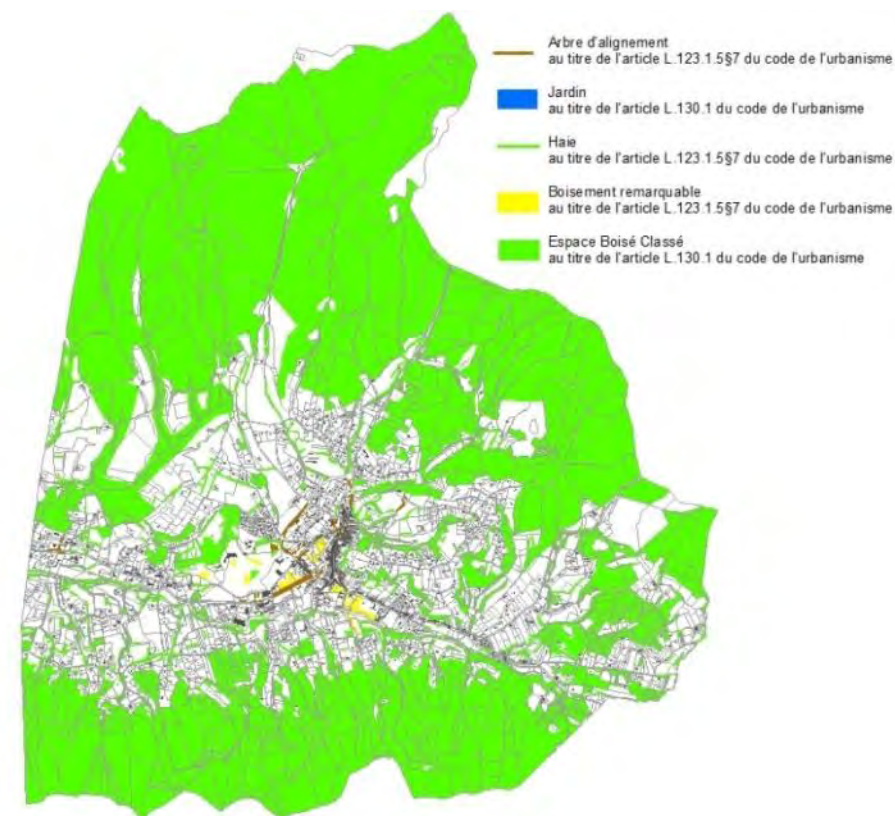 Arbre d'alignement
au titre de l'article L.123.1.5§7 du code de l'urbanisme
Jardin
au titre de l'article L.130.1 du code de l'urbanisme
Haie
au titre de l'article L.123.1.5§7 du code de l'urbanisme
Boisement remarquable
au titre de l'article L.123.1.5§7 du code de l'urbanisme
Espace Boisé Classé
au titre de l'article L.130.1 du code de l'urbanisme